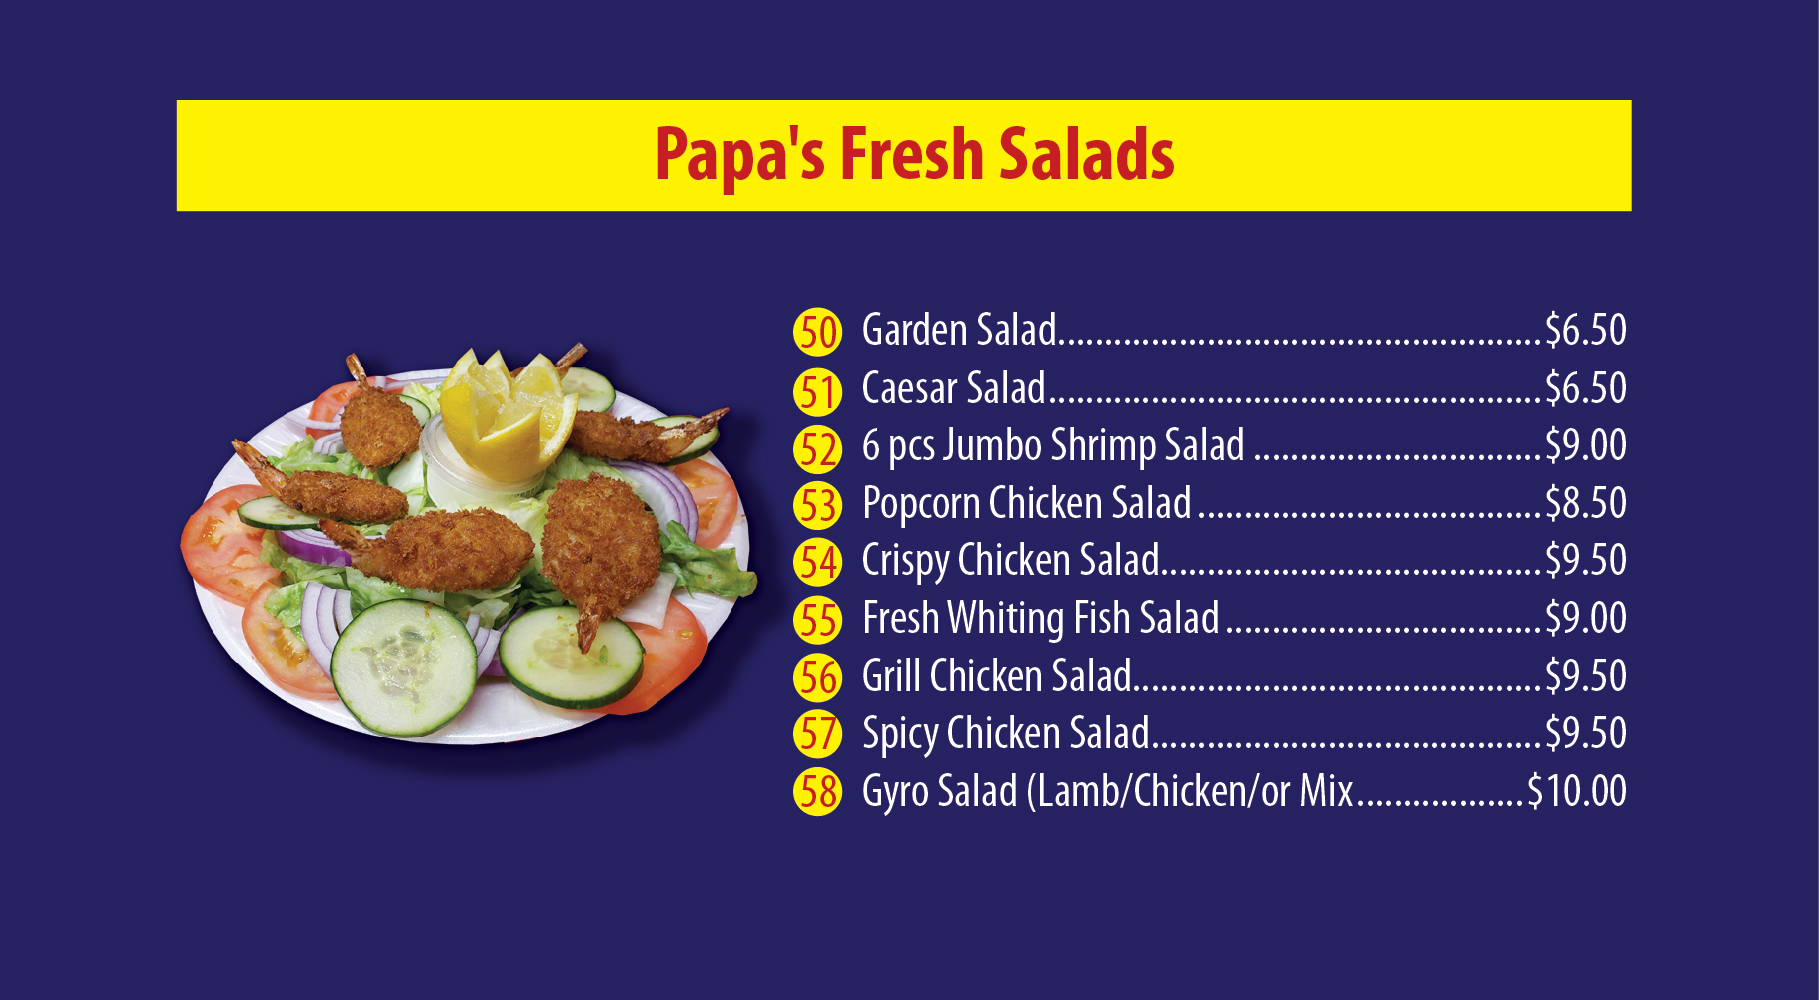 Papa's Fresh Salads
50 Garden Salad....................................................$6.50
51 Caesar Salad.....................................................$6.50
52 6 pcs Jumbo Shrimp Salad ...............................$9.00
53 Popcorn Chicken Salad.....................................$8.50
54 Crispy Chicken Salad.........................................$9.50
55 Fresh Whiting Fish Salad..................................$9.00
56 Grill Chicken Salad............................................$9.50
57 Spicy Chicken Salad..........................................$9.50
58 Gyro Salad (Lamb/Chicken/or Mix..................$10.00